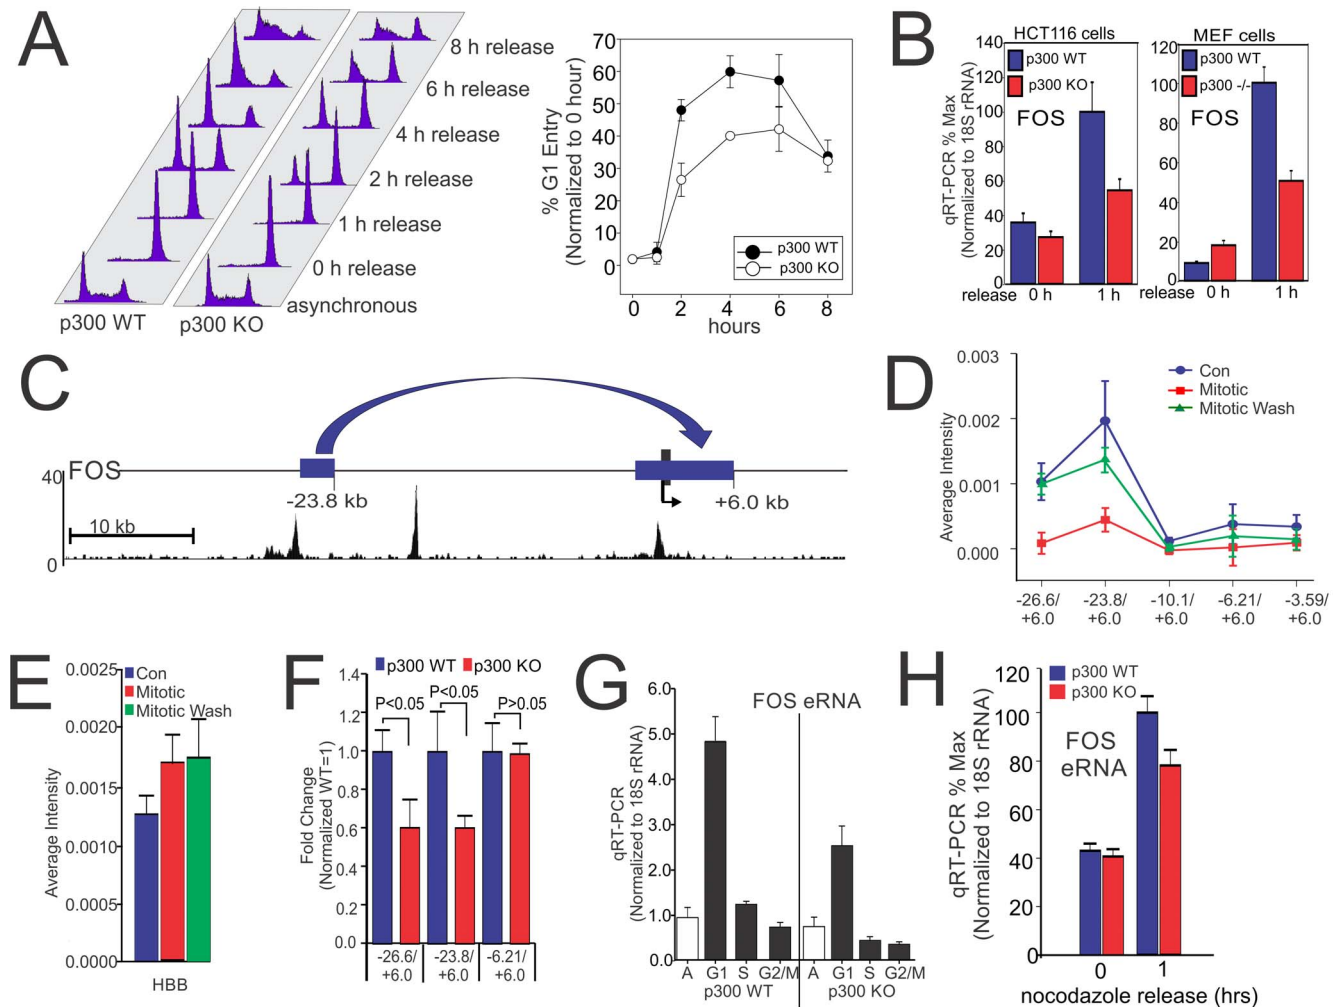 A
8 h release
6 h release
4 h release
2 h release
1 h release
0 h release
asynchronous
p300 WT
p300 KO
% G1 Entry
(Normalized to 0 hour)
70
60
50
40
30
20
10
0
p300 WT
p300 KO
0 2 4 6 8
hours
B
HCT116 cells
qRT-PCR % Max
(Normalized to 18S rRNA)
140
120
100
80
60
40
20
0
p300 WT
p300 KO
FOS
release 0 h 1 h
MEF cells
120
100
80
60
40
20
0
p300 WT
p300 -/-
FOS
release 0 h 1 h
C
FOS
40
0
10 kb
-23.8 kb
+6.0 kb
D
Average Intensity
0.003
0.002
0.001
0.000
Con
Mitotic
Mitotic Wash
-26.6/ -23.8/ -10.1/ -6.21/ -3.59/
+6.0 +6.0 +6.0 +6.0 +6.0
E
Average Intensity
0.0025
0.0020
0.0015
0.0010
0.0005
0.0000
Con
Mitotic
Mitotic Wash
HBB
F
p300 WT p300 KO
Fold Change
(Normalized WT=1)
1.4
1.2
1.0
0.8
0.6
0.4
0.2
0.0
P<0.05 P<0.05 P>0.05
-26.6/ -23.8/ -6.21/
+6.0 +6.0 +6.0
G
FOS eRNA
qRT-PCR
(Normalized to 18S rRNA)
6.0
4.5
3.0
2.0
1.0
0.0
A G1 S G2/M A G1 S G2/M
p300 WT p300 KO
H
qRT-PCR % Max
(Normalized to 18S rRNA)
120
100
80
60
40
20
0
p300 WT
p300 KO
FOS
eRNA
0 1
nocodazole release (hrs)